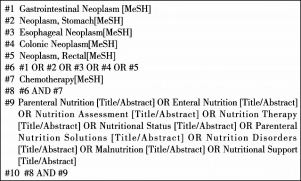 #1 Gastrointestinal Neoplasm [MeSH]
#2 Neoplasm, Stomach[MeSH]
#3 Esophageal Neoplasm[MeSH]
#4 Colonic Neoplasm[MeSH]
#5 Neoplasm, Rectal[MeSH]
#6 #1 OR #2 OR #3 OR #4 OR #5
#7 Chemotherapy[MeSH]
#8 #6 AND #7
#9 Parenteral Nutrition [Title/Abstract] OR Enteral Nutrition [Title/Abstract]
OR Nutrition Assessment [Title/Abstract] OR Nutrition Therapy
[Title/Abstract] OR Nutritional Status [Title/Abstract] OR Parenteral
Nutrition Solutions [Title/Abstract] OR Nutrition Disorders
[Title/Abstract] OR Malnutrition [Title/Abstract] OR Nutritional Support
[Title/Abstract]
#10 #8 AND #9